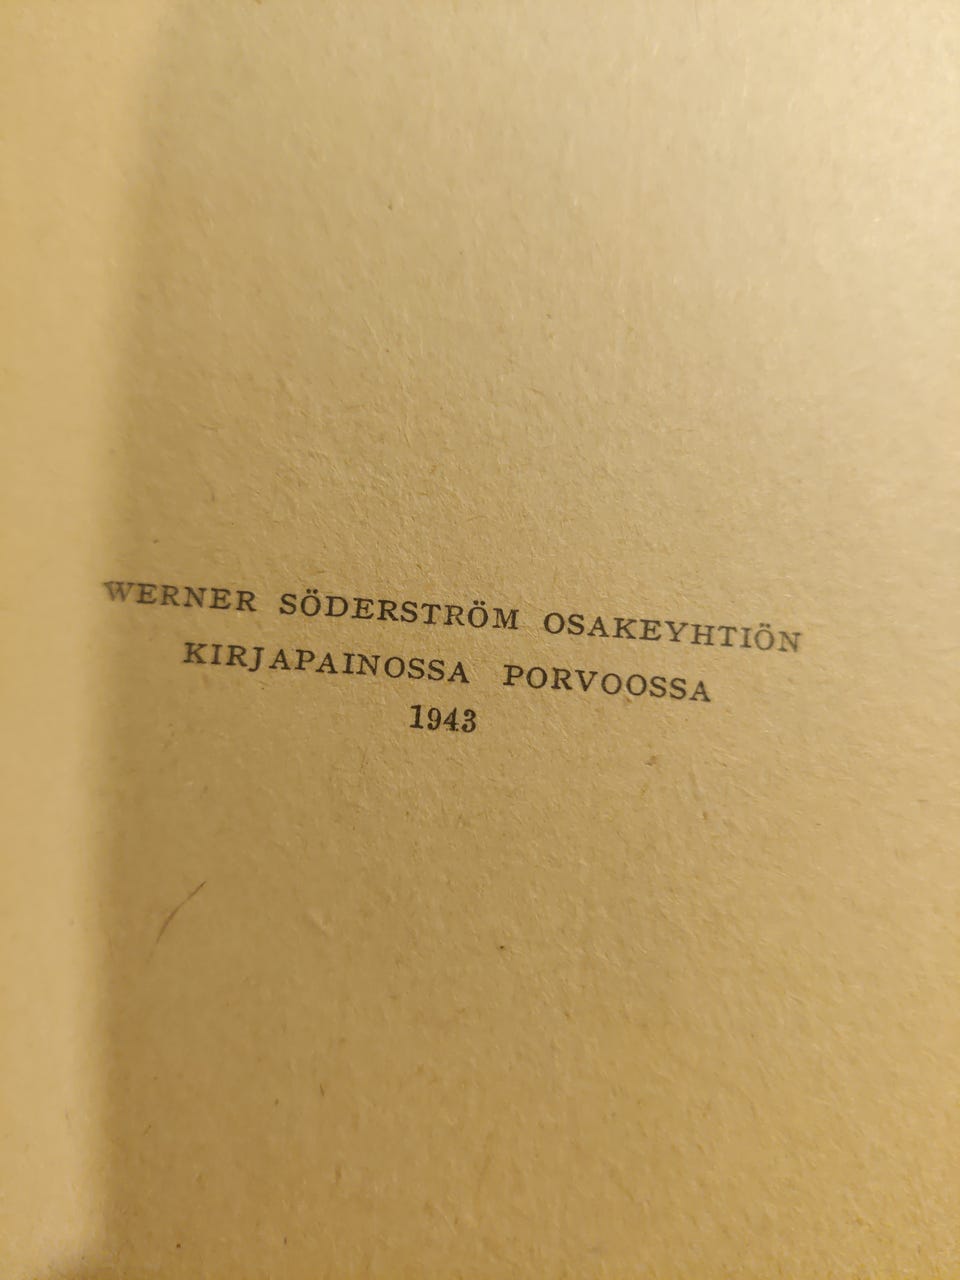 WERNER SÖDERSTRÖM OSAKEYHTIÖN
KIRJAPAINOSSA PORVOOSSA
1943